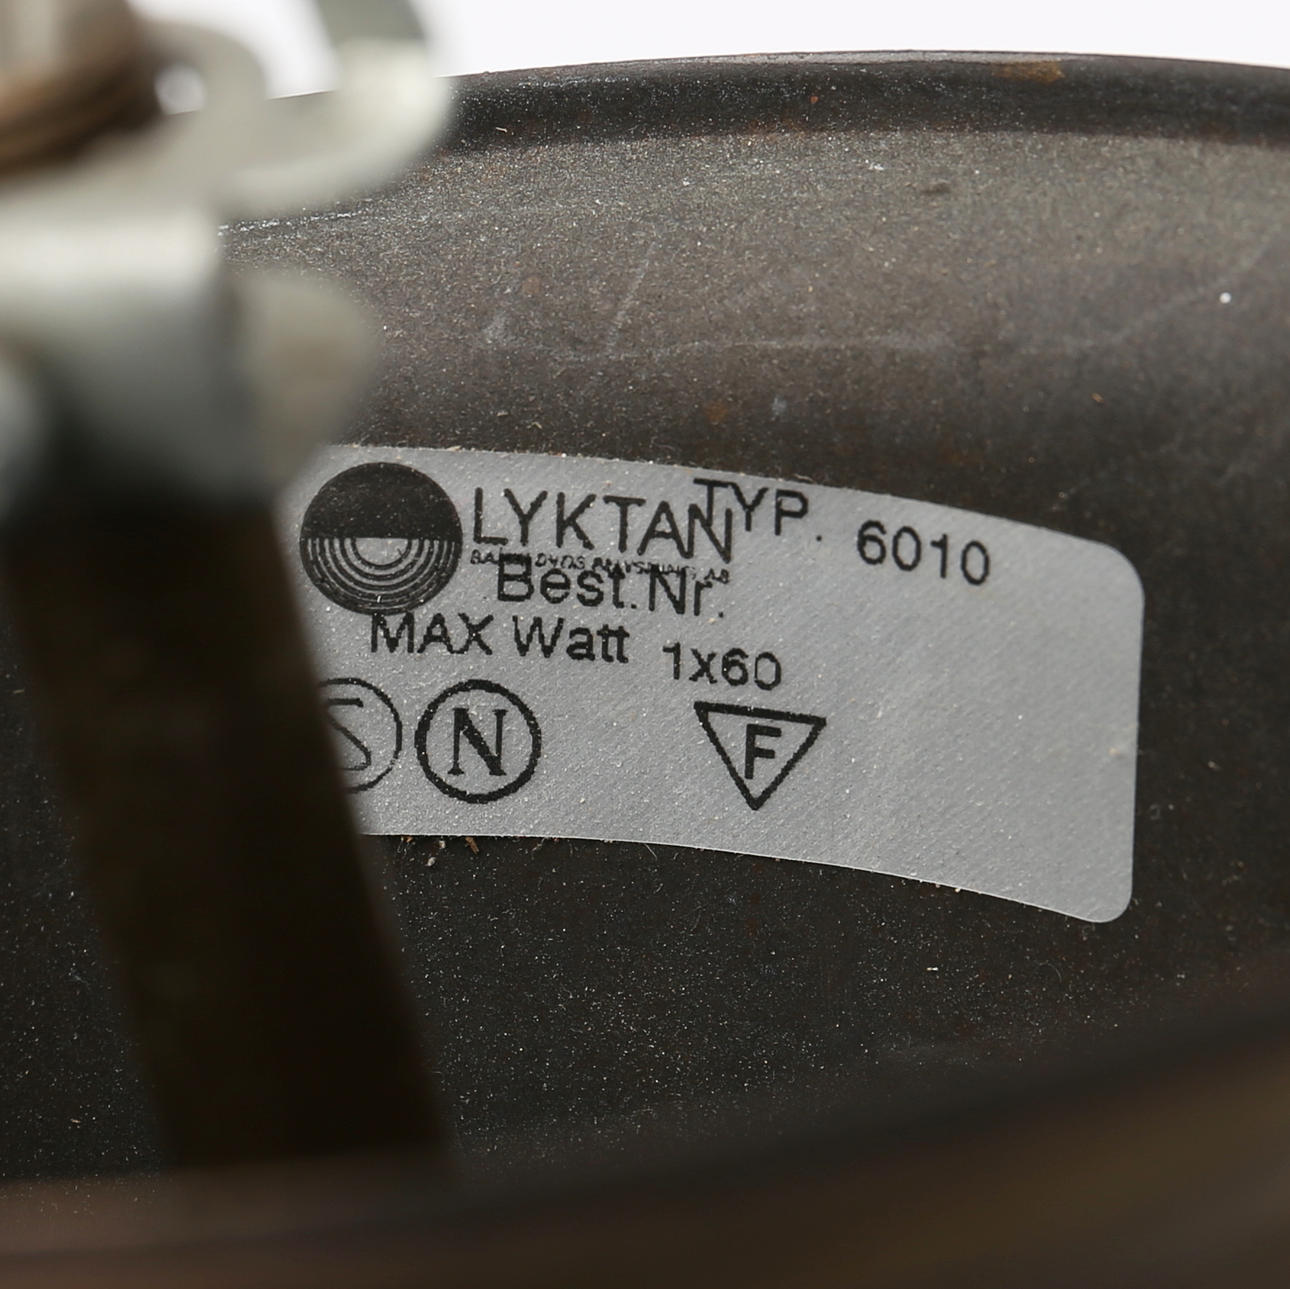 LYKTAN TYP. 6010
Best.Nr.
MAX Watt 1x60
S N F